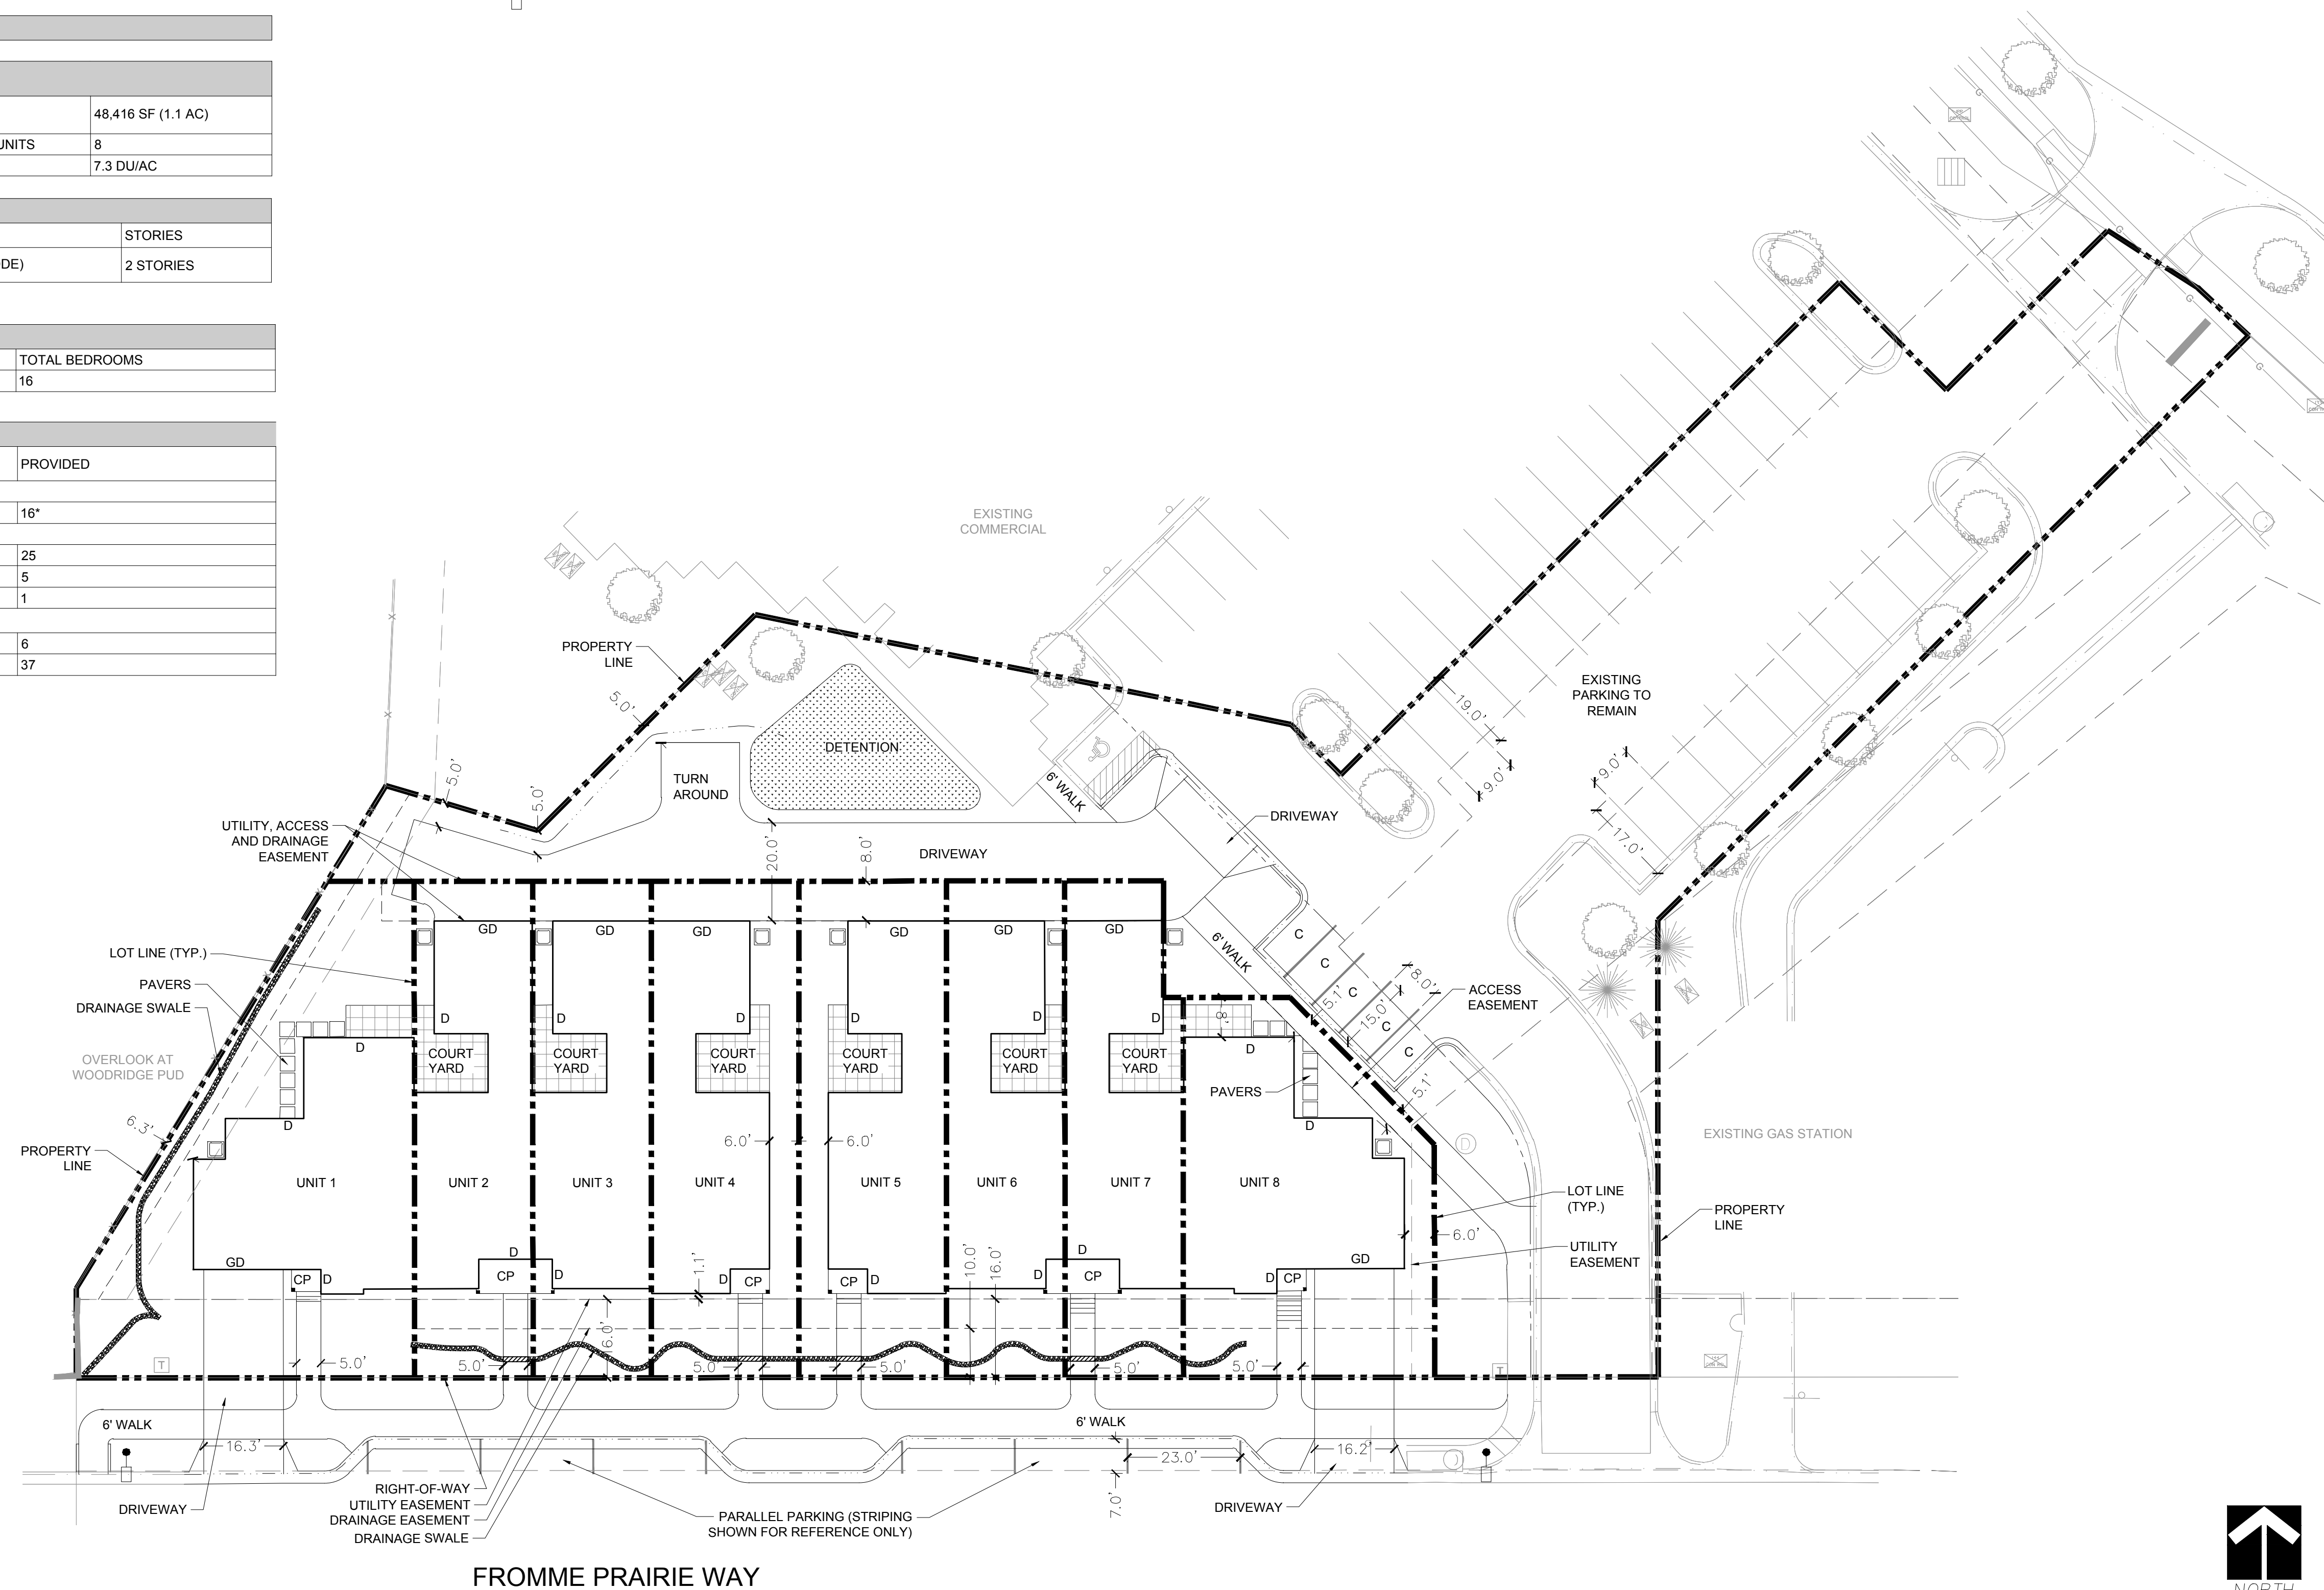 48,416 SF (1.1 AC)
UNITS 8
7.3 DU/AC
STORIES
DE) 2 STORIES
TOTAL BEDROOMS
16
PROVIDED
16*
25
5
1
6
37
EXISTING
COMMERCIAL
PROPERTY
LINE
5.0'
5.0'
5.0'
DETENTION
TURN
AROUND
6' WALK
EXISTING
PARKING TO
REMAIN
19.0'
9.0'
9.0'
17.0'
DRIVEWAY
UTILITY, ACCESS
AND DRAINAGE
EASEMENT
20.0'
8.0'
DRIVEWAY
LOT LINE (TYP.)
PAVERS
DRAINAGE SWALE
OVERLOOK AT
WOODRIDGE PUD
6.3'
PROPERTY
LINE
GD
GD
GD
GD
GD
GD
6' WALK
C
C
C
C
C
8.0'
5.1'
15.0'
5.1'
8'
ACCESS
EASEMENT
D
D
D
D
D
D
D
D
D
D
COURT
YARD
COURT
YARD
COURT
YARD
COURT
YARD
COURT
YARD
COURT
YARD
PAVERS
D
EXISTING GAS STATION
6.0'
6.0'
UNIT 1
UNIT 2
UNIT 3
UNIT 4
UNIT 5
UNIT 6
UNIT 7
UNIT 8
LOT LINE
(TYP.)
PROPERTY
LINE
6.0'
UTILITY
EASEMENT
GD
D
D
GD
CP D
CP
D
1.1'
D
CP
CP
D
10.0'
16.0'
D
CP
D
CP
16.0'
T
5.0'
5.0'
5.0'
5.0'
5.0'
5.0'
T
6' WALK
6' WALK
16.3'
23.0'
16.2'
7.0'
DRIVEWAY
RIGHT-OF-WAY
UTILITY EASEMENT
DRAINAGE EASEMENT
DRAINAGE SWALE
PARALLEL PARKING (STRIPING
SHOWN FOR REFERENCE ONLY)
DRIVEWAY
FROMME PRAIRIE WAY
NORTH